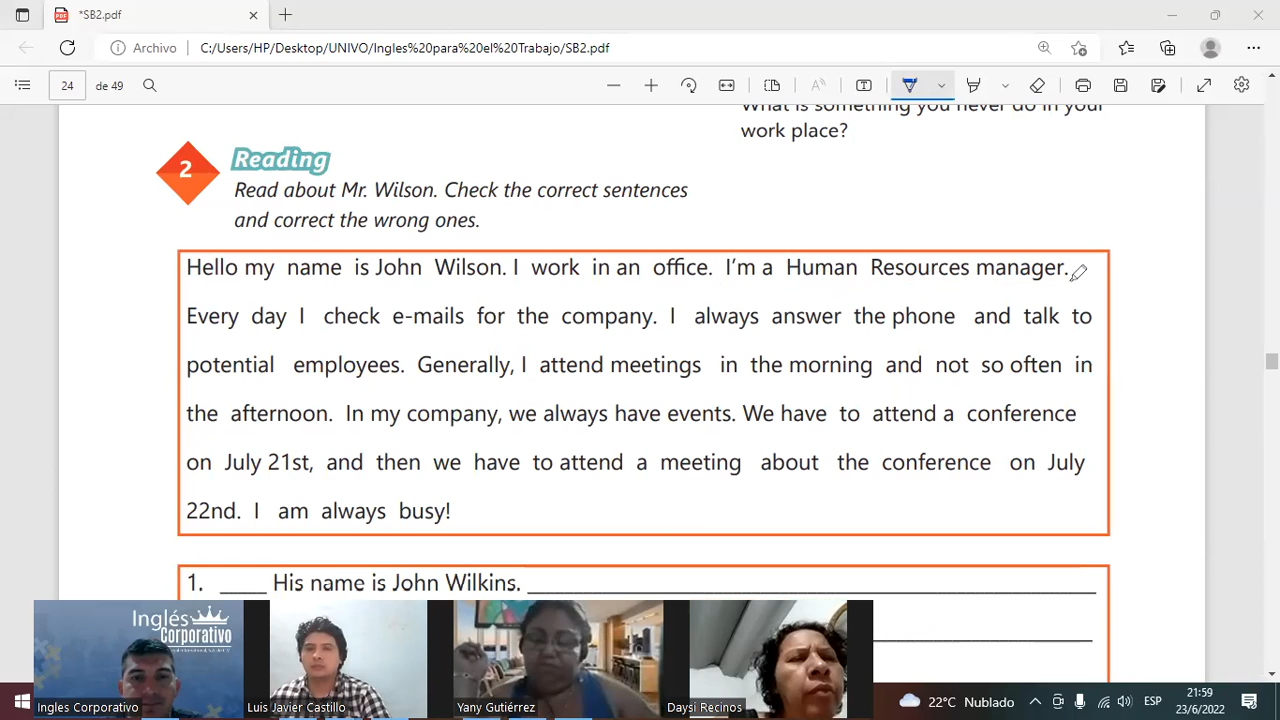 *SB2.pdf
Archivo C:/Users/HP/Desktop/UNIVO/Ingles%20para%20el%20Trabajo/SB2.pdf
24 de 49
What is something you never do in your
work place?
2 Reading
Read about Mr. Wilson. Check the correct sentences
and correct the wrong ones.
Hello my name is John Wilson. I work in an office. I'm a Human Resources manager.
Every day I check e-mails for the company. I always answer the phone and talk to
potential employees. Generally, I attend meetings in the morning and not so often in
the afternoon. In my company, we always have events. We have to attend a conference
on July 21st, and then we have to attend a meeting about the conference on July
22nd. I am always busy!
1. _____ His name is John Wilkins. 
Inglés
Corporativo
Ingles Corporativo
Luis Javier Castillo
Yany Gutiérrez
Daysi Recinos
22°C Nublado
ESP
21:59
23/6/2022